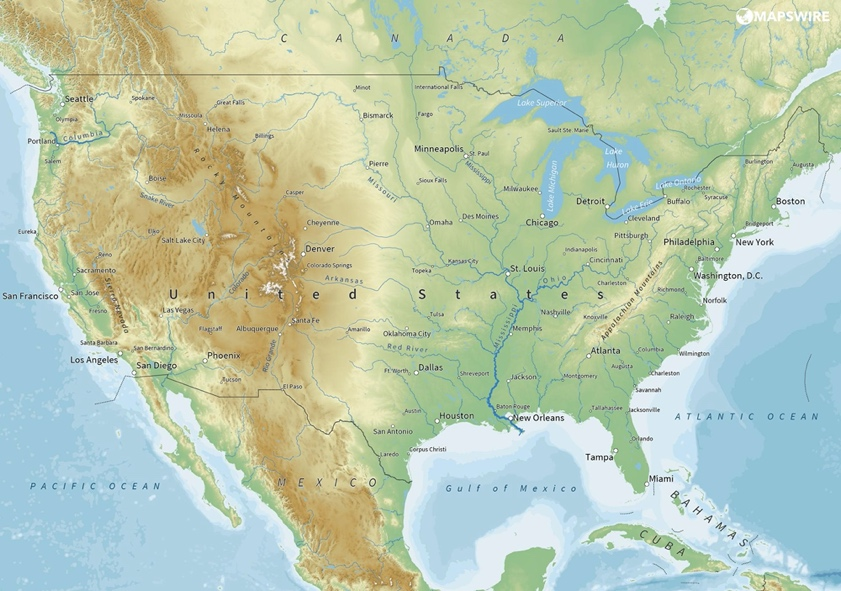 MAPSWIRE
C A N A D A
Seattle
Spokane
Olympia
Portland
Columbia
Salem
Great Falls
Missoula
Helena
Billings
Minot
International Falls
Bismarck
Fargo
Lake Superior
Sault Ste. Marie
Minneapolis
St. Paul
Mississippi
Lake Michigan
Lake Huron
Lake Ontario
Lake Erie
Burlington
Augusta
Rochester
Syracuse
Buffalo
Boston
Bridgeport
New York
Philadelphia
Pittsburgh
Cleveland
Detroit
Milwaukee
Chicago
Pierre
Missouri
Sioux Falls
Rocky Mountains
Boise
Snake River
Casper
Cheyenne
Omaha
Des Moines
Eureka
Elko
Salt Lake City
Reno
Denver
Colorado Springs
Topeka
Kansas City
St. Louis
Ohio
Indianapolis
Cincinnati
Charleston
Baltimore
Washington, D.C.
Richmond
Norfolk
Sacramento
San Francisco
San Jose
Fresno
Sierra Nevada
Las Vegas
Colorado
Arkansas
United States
Appalachian Mountains
Santa Barbara
San Bernardino
Los Angeles
San Diego
Flagstaff
Albuquerque
Santa Fe
Amarillo
Oklahoma City
Tulsa
Red River
Mississippi
Memphis
Nashville
Knoxville
Raleigh
Phoenix
Tucson
Rio Grande
El Paso
Ft. Worth
Dallas
Shreveport
Jackson
Montgomery
Atlanta
Augusta
Columbia
Wilmington
Charleston
Savannah
Baton Rouge
New Orleans
Tallahassee
Jacksonville
Austin
Houston
San Antonio
Laredo
Corpus Christi
Orlando
Tampa
Miami
ATLANTIC OCEAN
PACIFIC OCEAN
MEXICO
Gulf of Mexico
BAHAMAS
CUBA